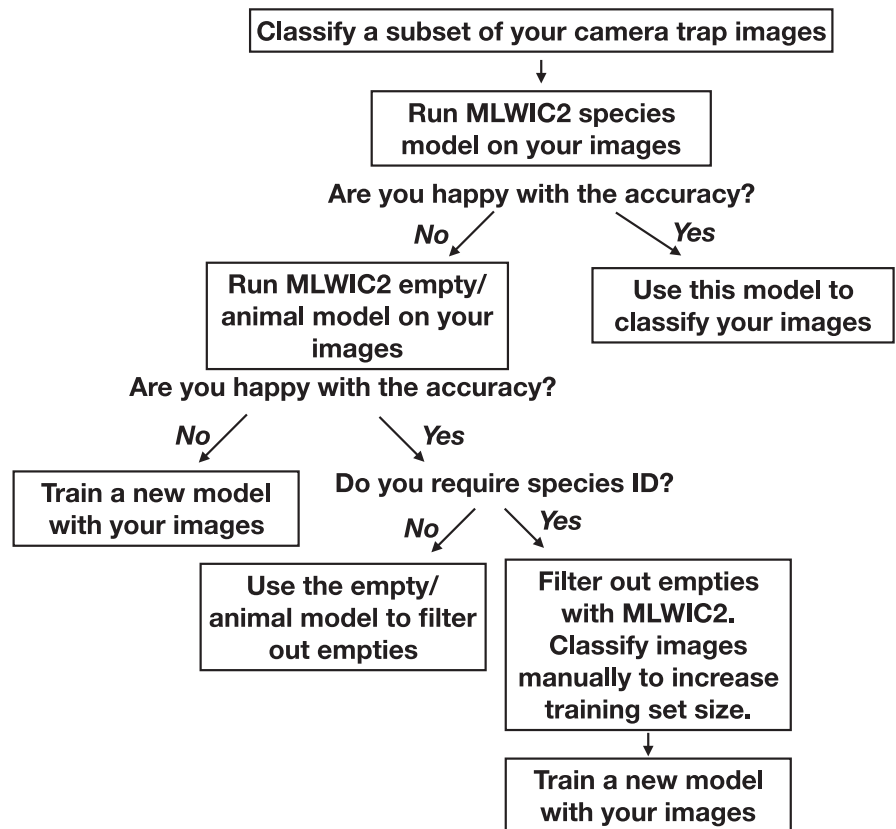 Classify a subset of your camera trap images
Run MLWIC2 species
model on your images
Are you happy with the accuracy?
No
Yes
Run MLWIC2 empty/
animal model on your
images
Use this model to
classify your images
Are you happy with the accuracy?
No
Yes
Train a new model
with your images
Do you require species ID?
No
Yes
Use the empty/
animal model to filter
out empties
Filter out empties
with MLWIC2.
Classify images
manually to increase
training set size.
Train a new model
with your images